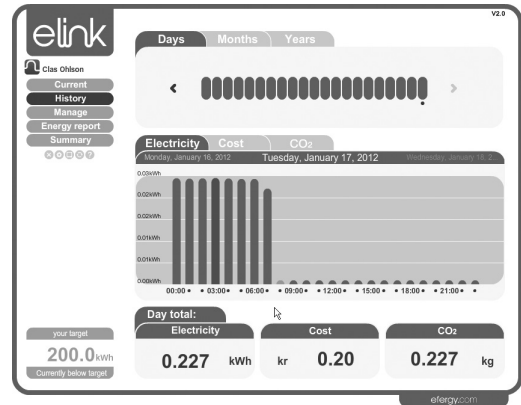 V2.0
elink
Clas Ohlson
Current
History
Manage
Energy report
Summary
Days Months Years
Electricity Cost CO2
Monday, January 16, 2012 Tuesday, January 17, 2012 Wednesday, January 18, 2...
0.03kWh
0.02kWh
0.02kWh
0.01kWh
0.01kWh
0.00kWh
00:00 • • 03:00 • • 06:00 • • 09:00 • • 12:00 • • 15:00 • • 18:00 • • 21:00 • •
Day total:
Electricity Cost CO2
0.227 kWh kr 0.20 0.227 kg
your target
200.0kWh
Currently below target
efergy.com